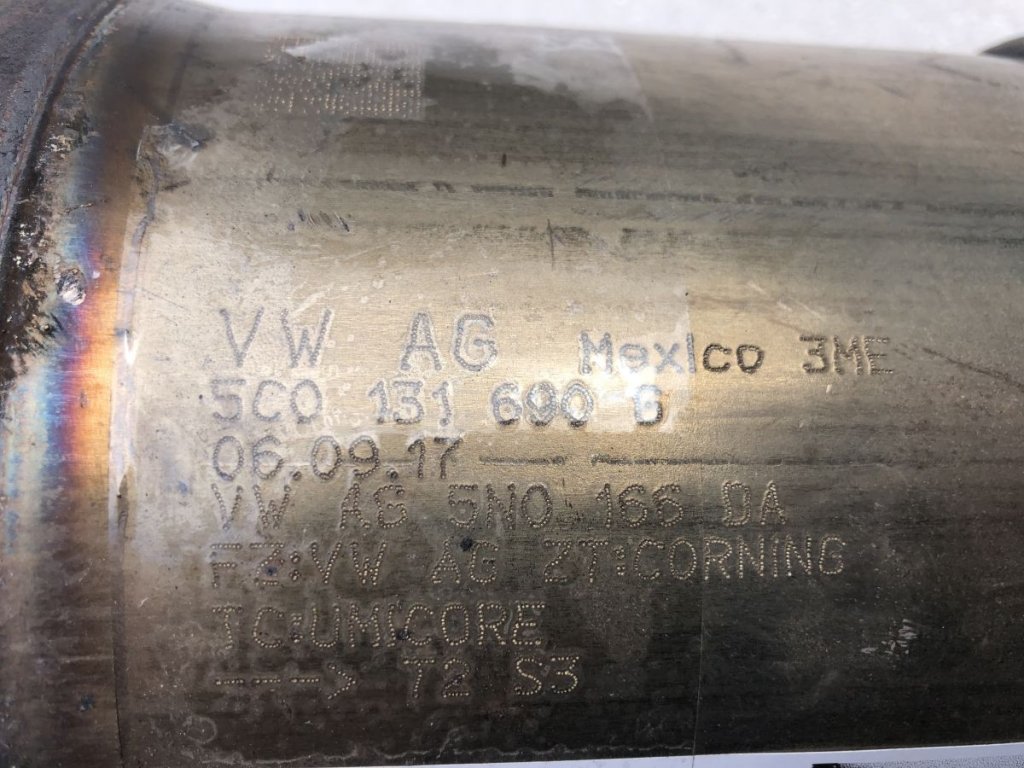 VW AG Mexico 3ME
5C0 131 690 B
06.09.17
VW AG 5N0 166 DA
FZ:VW AG ZT:CORNING
TC:UMICORE
---> T2 S3